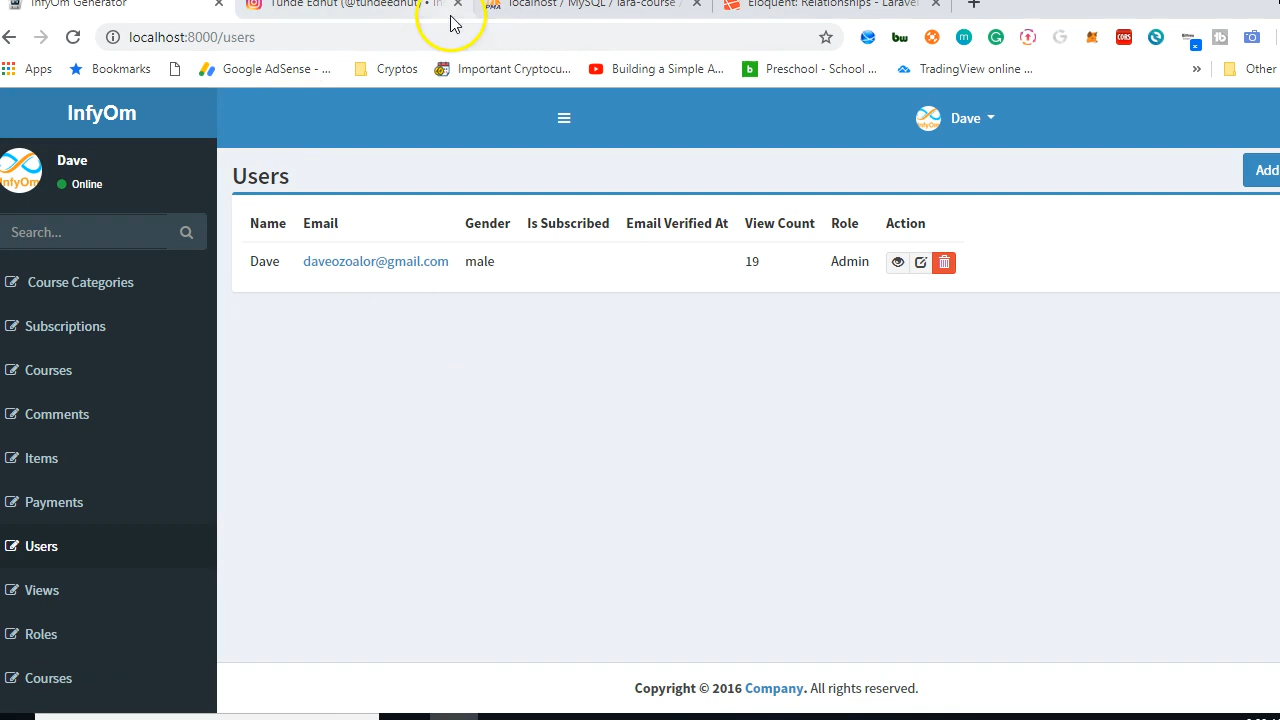 InfyOm Generator
Tunde Ednut (@tundeednut) • In
localhost / MySQL / lara-course /
Eloquent: Relationships - Laravel
localhost:8000/users
Apps
Bookmarks
Google AdSense - ...
Cryptos
Important Cryptocu...
Building a Simple A...
Preschool - School ...
TradingView online ...
»
Other
InfyOm
Dave
Dave
Online
Users
Add
Search...
Name Email Gender Is Subscribed Email Verified At View Count Role Action
Dave daveozoalor@gmail.com male 19 Admin
Course Categories
Subscriptions
Courses
Comments
Items
Payments
Users
Views
Roles
Courses
Copyright © 2016 Company. All rights reserved.